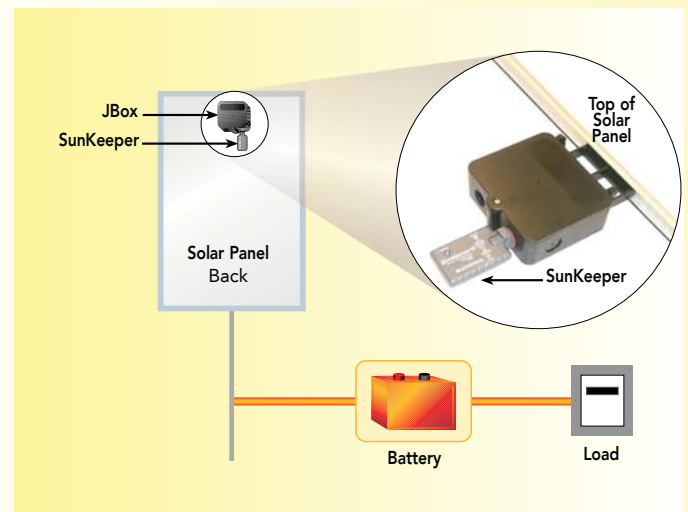 JBox
SunKeeper
Top of
Solar
Panel
SunKeeper
Solar Panel
Back
Battery
Load